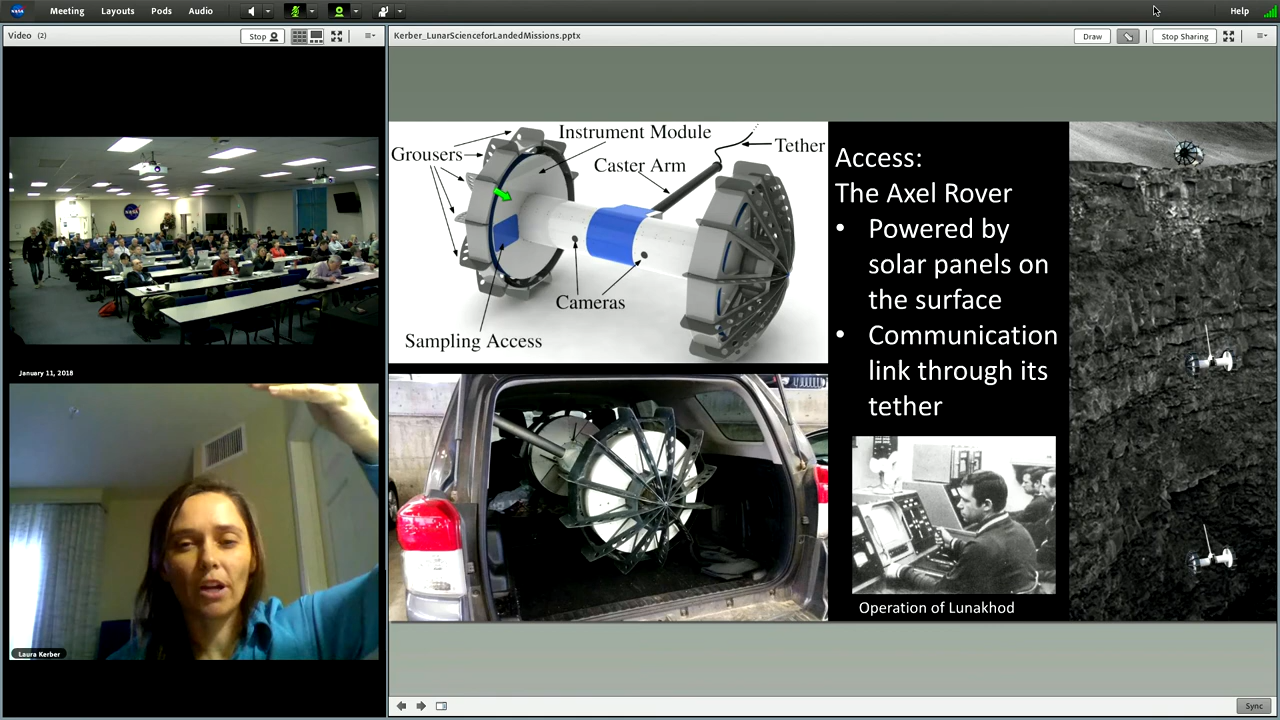 Meeting
Layouts
Pods
Audio
Help
Video (2)
Stop
Kerber_LunarScienceforLandedMissions.pptx
Draw
Stop Sharing
NASA
January 11, 2018
Laura Kerber
Instrument Module
Grousers
Caster Arm
Tether
Cameras
Sampling Access
Access:
The Axel Rover
• Powered by
solar panels on
the surface
• Communication
link through its
tether
Operation of Lunakhod
Sync